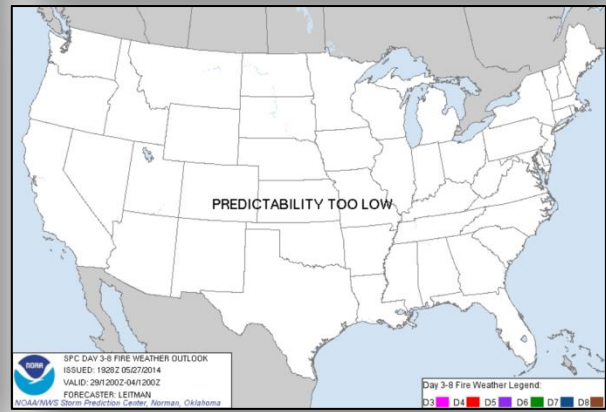 PREDICTABILITY TOO LOW
NOAA
SPC DAY 3-8 FIRE WEATHER OUTLOOK
ISSUED: 1928Z 05/27/2014
VALID: 29/1200Z-04/1200Z
FORECASTER: LEITMAN
NOAA/NWS Storm Prediction Center, Norman, Oklahoma
Day 3-8 Fire Weather Legend:
D3 D4 D5 D6 D7 D8